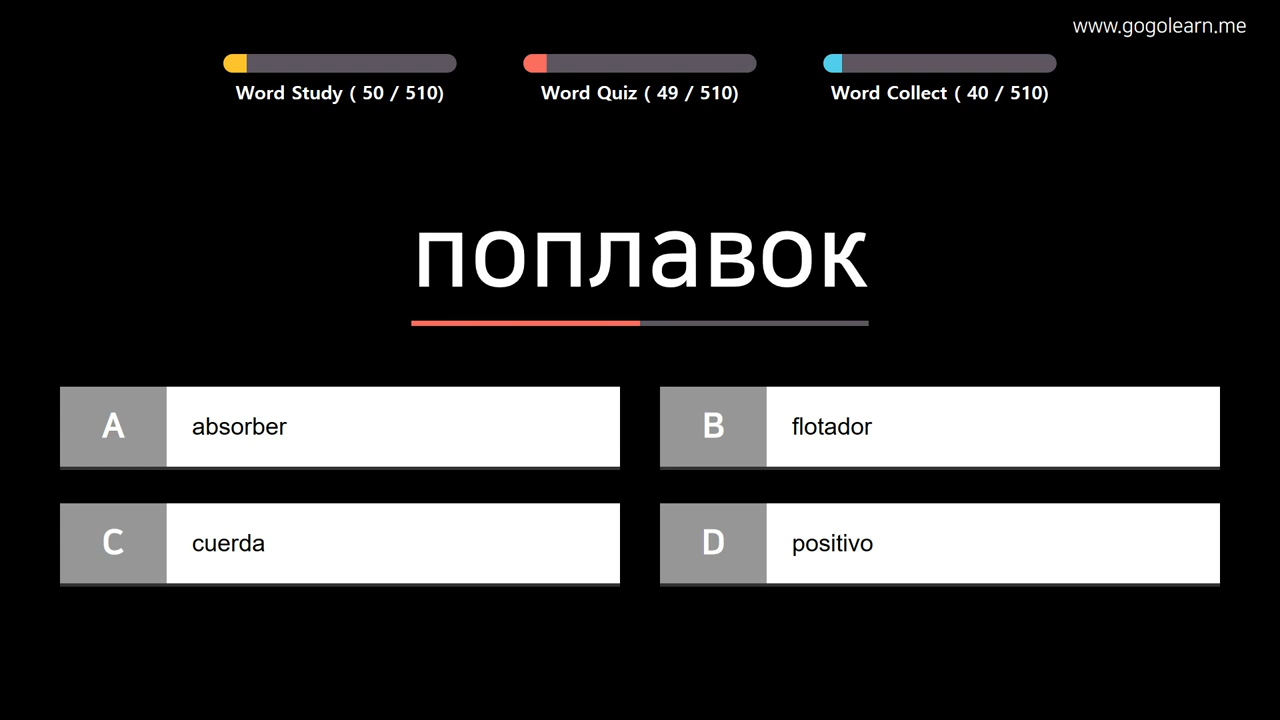 www.gogolearn.me
Word Study ( 50 / 510)
Word Quiz ( 49 / 510)
Word Collect ( 40 / 510)
поплавок
A absorber
B flotador
C cuerda
D positivo